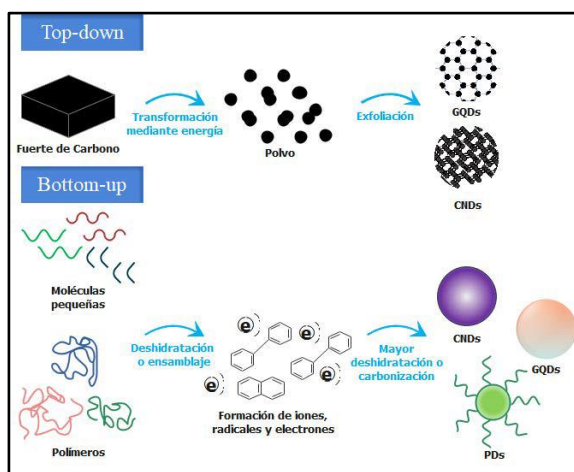 Top-down
Fuerte de Carbono
Transformación
mediante energía
Polvo
Exfoliación
GQDs
CNDs
Bottom-up
Moléculas
pequeñas
Polímeros
Deshidratación
o ensamblaje
e
e
e
e
Formación de iones,
radicales y electrones
Mayor
deshidratación o
carbonización
CNDs
GQDs
PDs